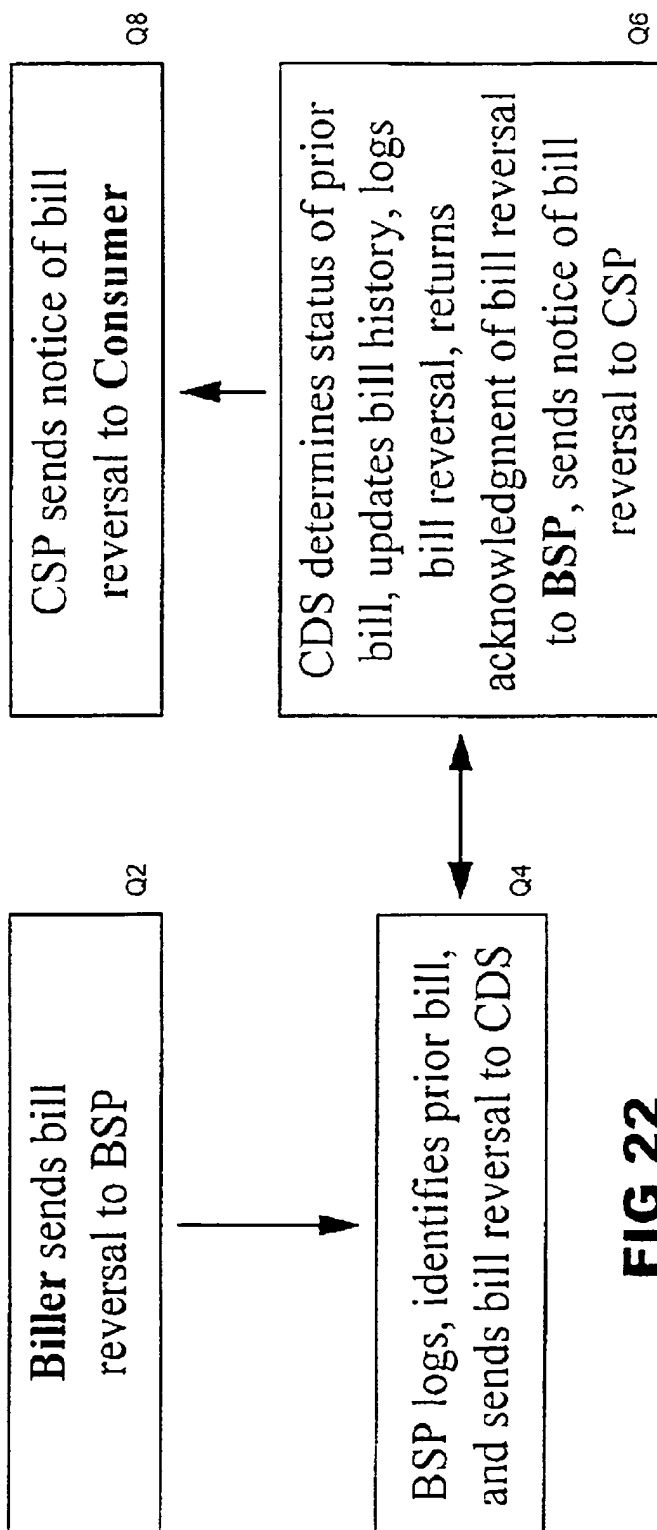 Biller sends bill
reversal to BSP
Q2
BSP logs, identifies prior bill,
and sends bill reversal to CDS
Q4
CDS determines status of prior
bill, updates bill history, logs
bill reversal, returns
acknowledgment of bill reversal
to BSP, sends notice of bill
reversal to CSP
Q6
CSP sends notice of bill
reversal to Consumer
Q8
FIG 22